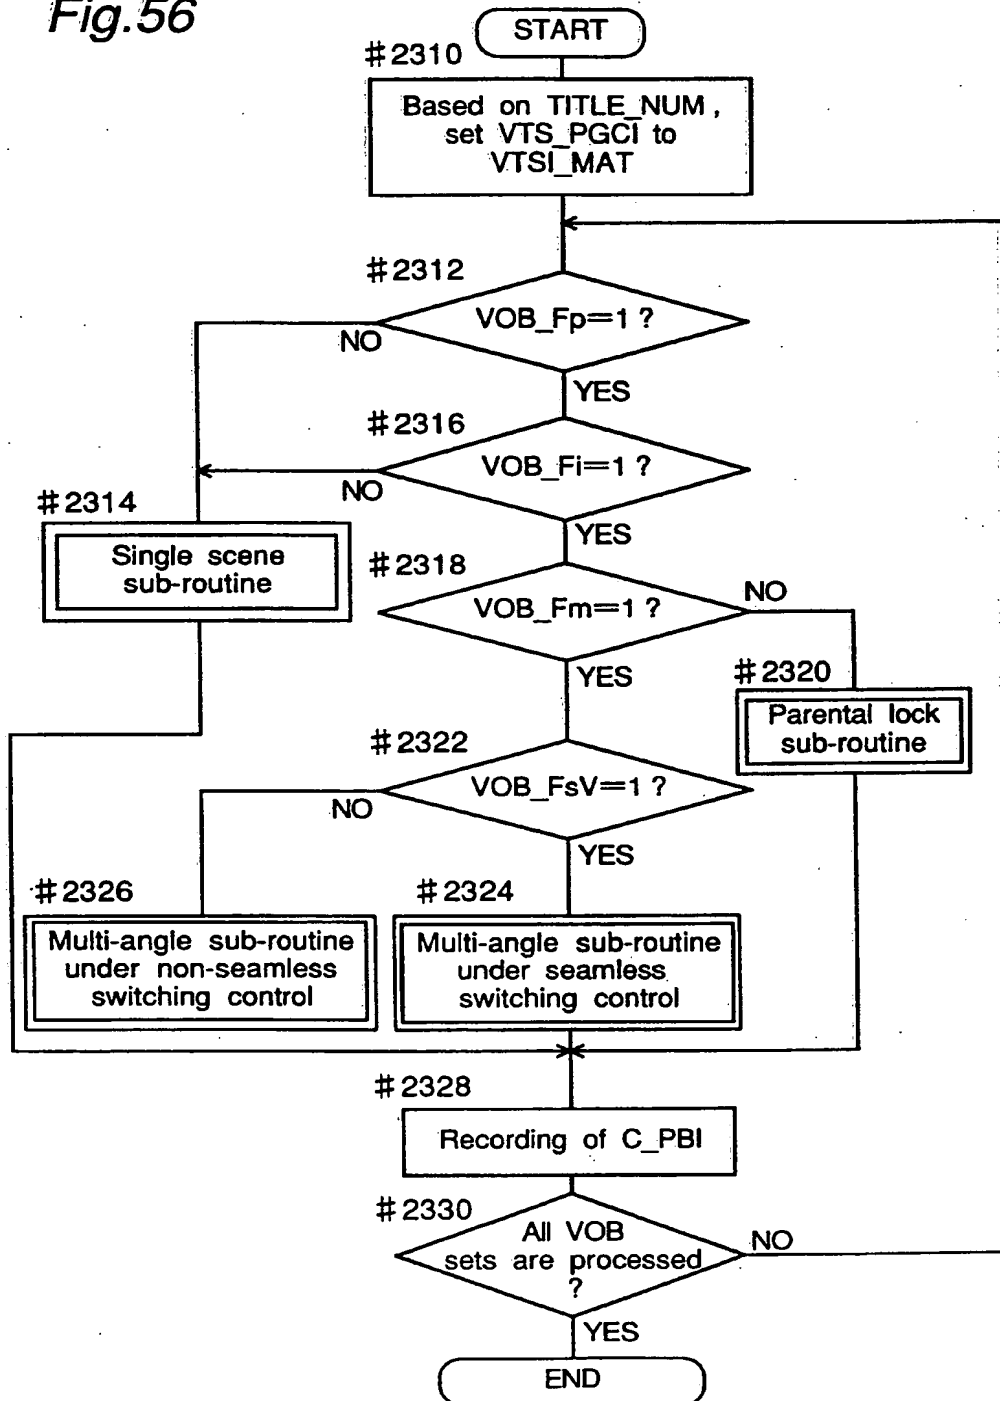 Fig.56
START
#2310
Based on TITLE_NUM,
set VTS_PGCI to
VTSI_MAT
#2312
VOB_Fp=1 ?
NO
YES
#2316
VOB_Fi=1 ?
NO
YES
#2314
Single scene
sub-routine
#2318
VOB_Fm=1 ?
NO
YES
#2320
Parental lock
sub-routine
#2322
VOB_FsV=1 ?
NO
YES
#2326
Multi-angle sub-routine
under non-seamless
switching control
#2324
Multi-angle sub-routine
under seamless
switching control
#2328
Recording of C_PBI
#2330
All VOB
sets are processed
?
NO
YES
END